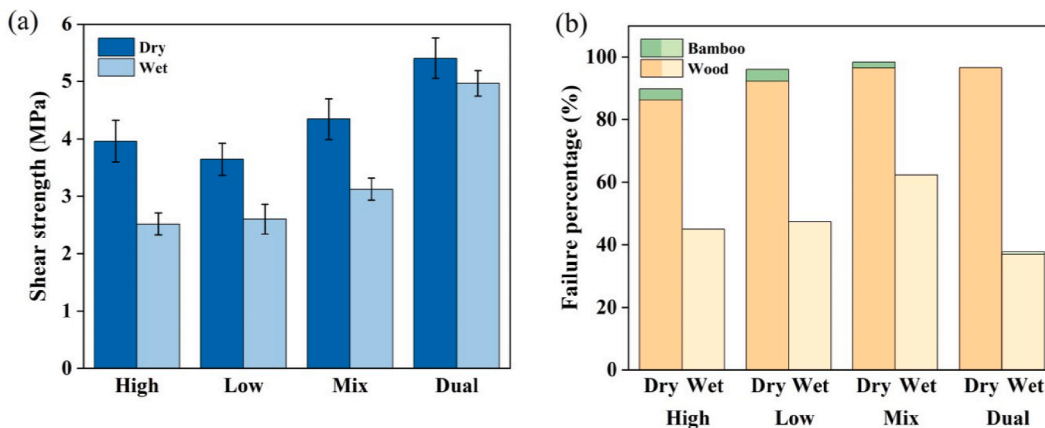 (a)
Shear strength (MPa)
6
5
4
3
2
1
0
Dry
Wet
High Low Mix Dual
(b)
Failure percentage (%)
100
80
60
40
20
0
Bamboo
Wood
Dry Wet Dry Wet Dry Wet Dry Wet
High Low Mix Dual